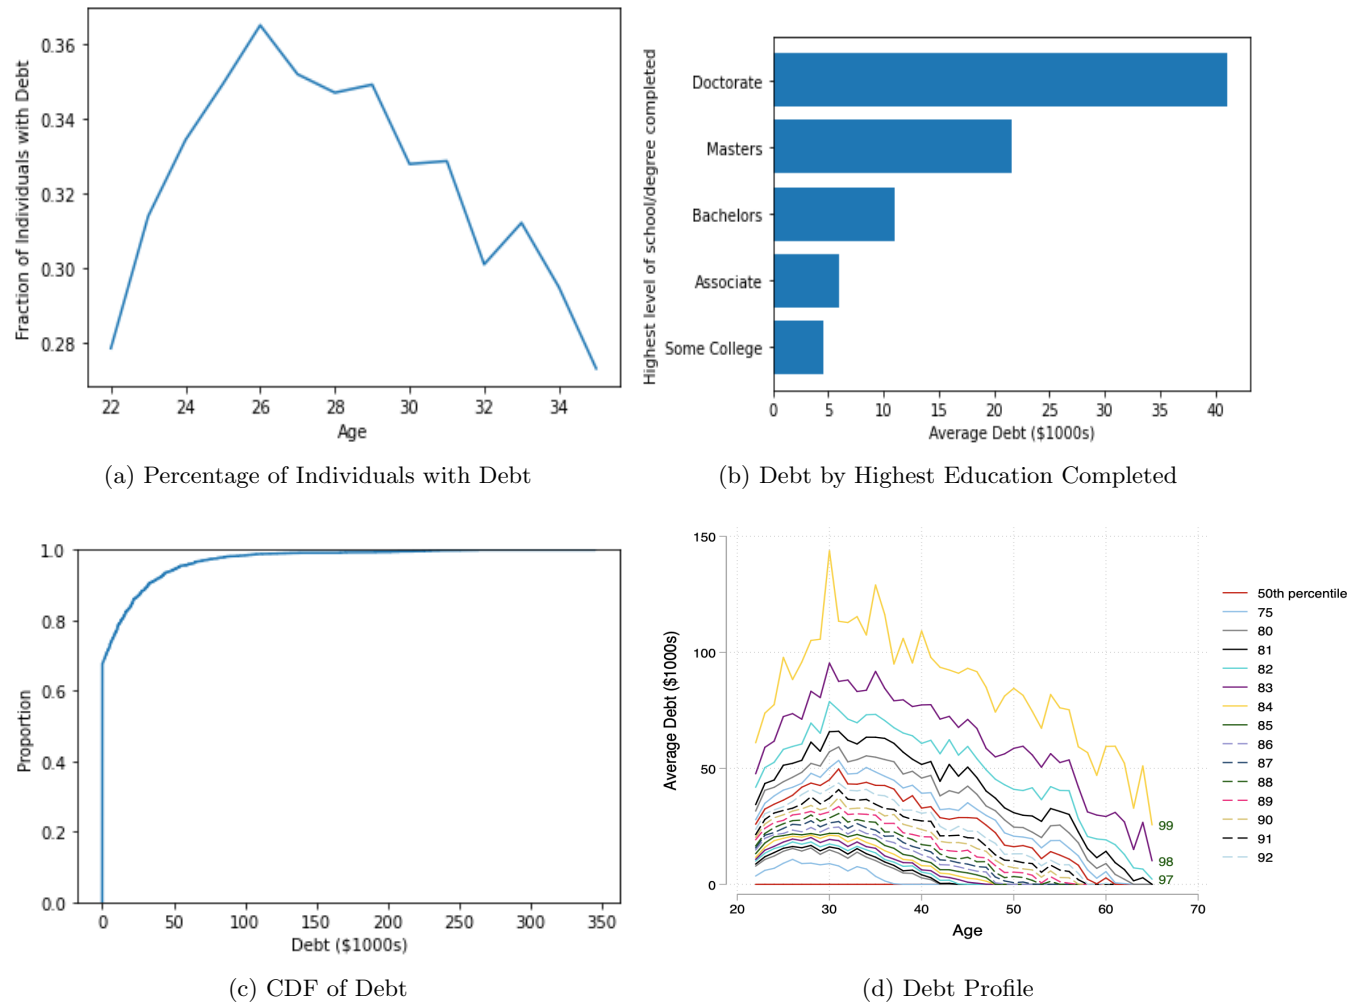 0.36
0.34
0.32
0.30
0.28
Fraction of Individuals with Debt
22 24 26 28 30 32 34
Age
(a) Percentage of Individuals with Debt
Highest level of school/degree completed
Doctorate
Masters
Bachelors
Associate
Some College
0 5 10 15 20 25 30 35 40
Average Debt ($1000s)
(b) Debt by Highest Education Completed
1.0
0.8
0.6
0.4
0.2
0.0
Proportion
0 50 100 150 200 250 300 350
Debt ($1000s)
(c) CDF of Debt
150
100
50
0
Average Debt ($1000s)
20 30 40 50 60 70
Age
99
98
97
50th percentile
75
80
81
82
83
84
85
86
87
88
89
90
91
92
(d) Debt Profile